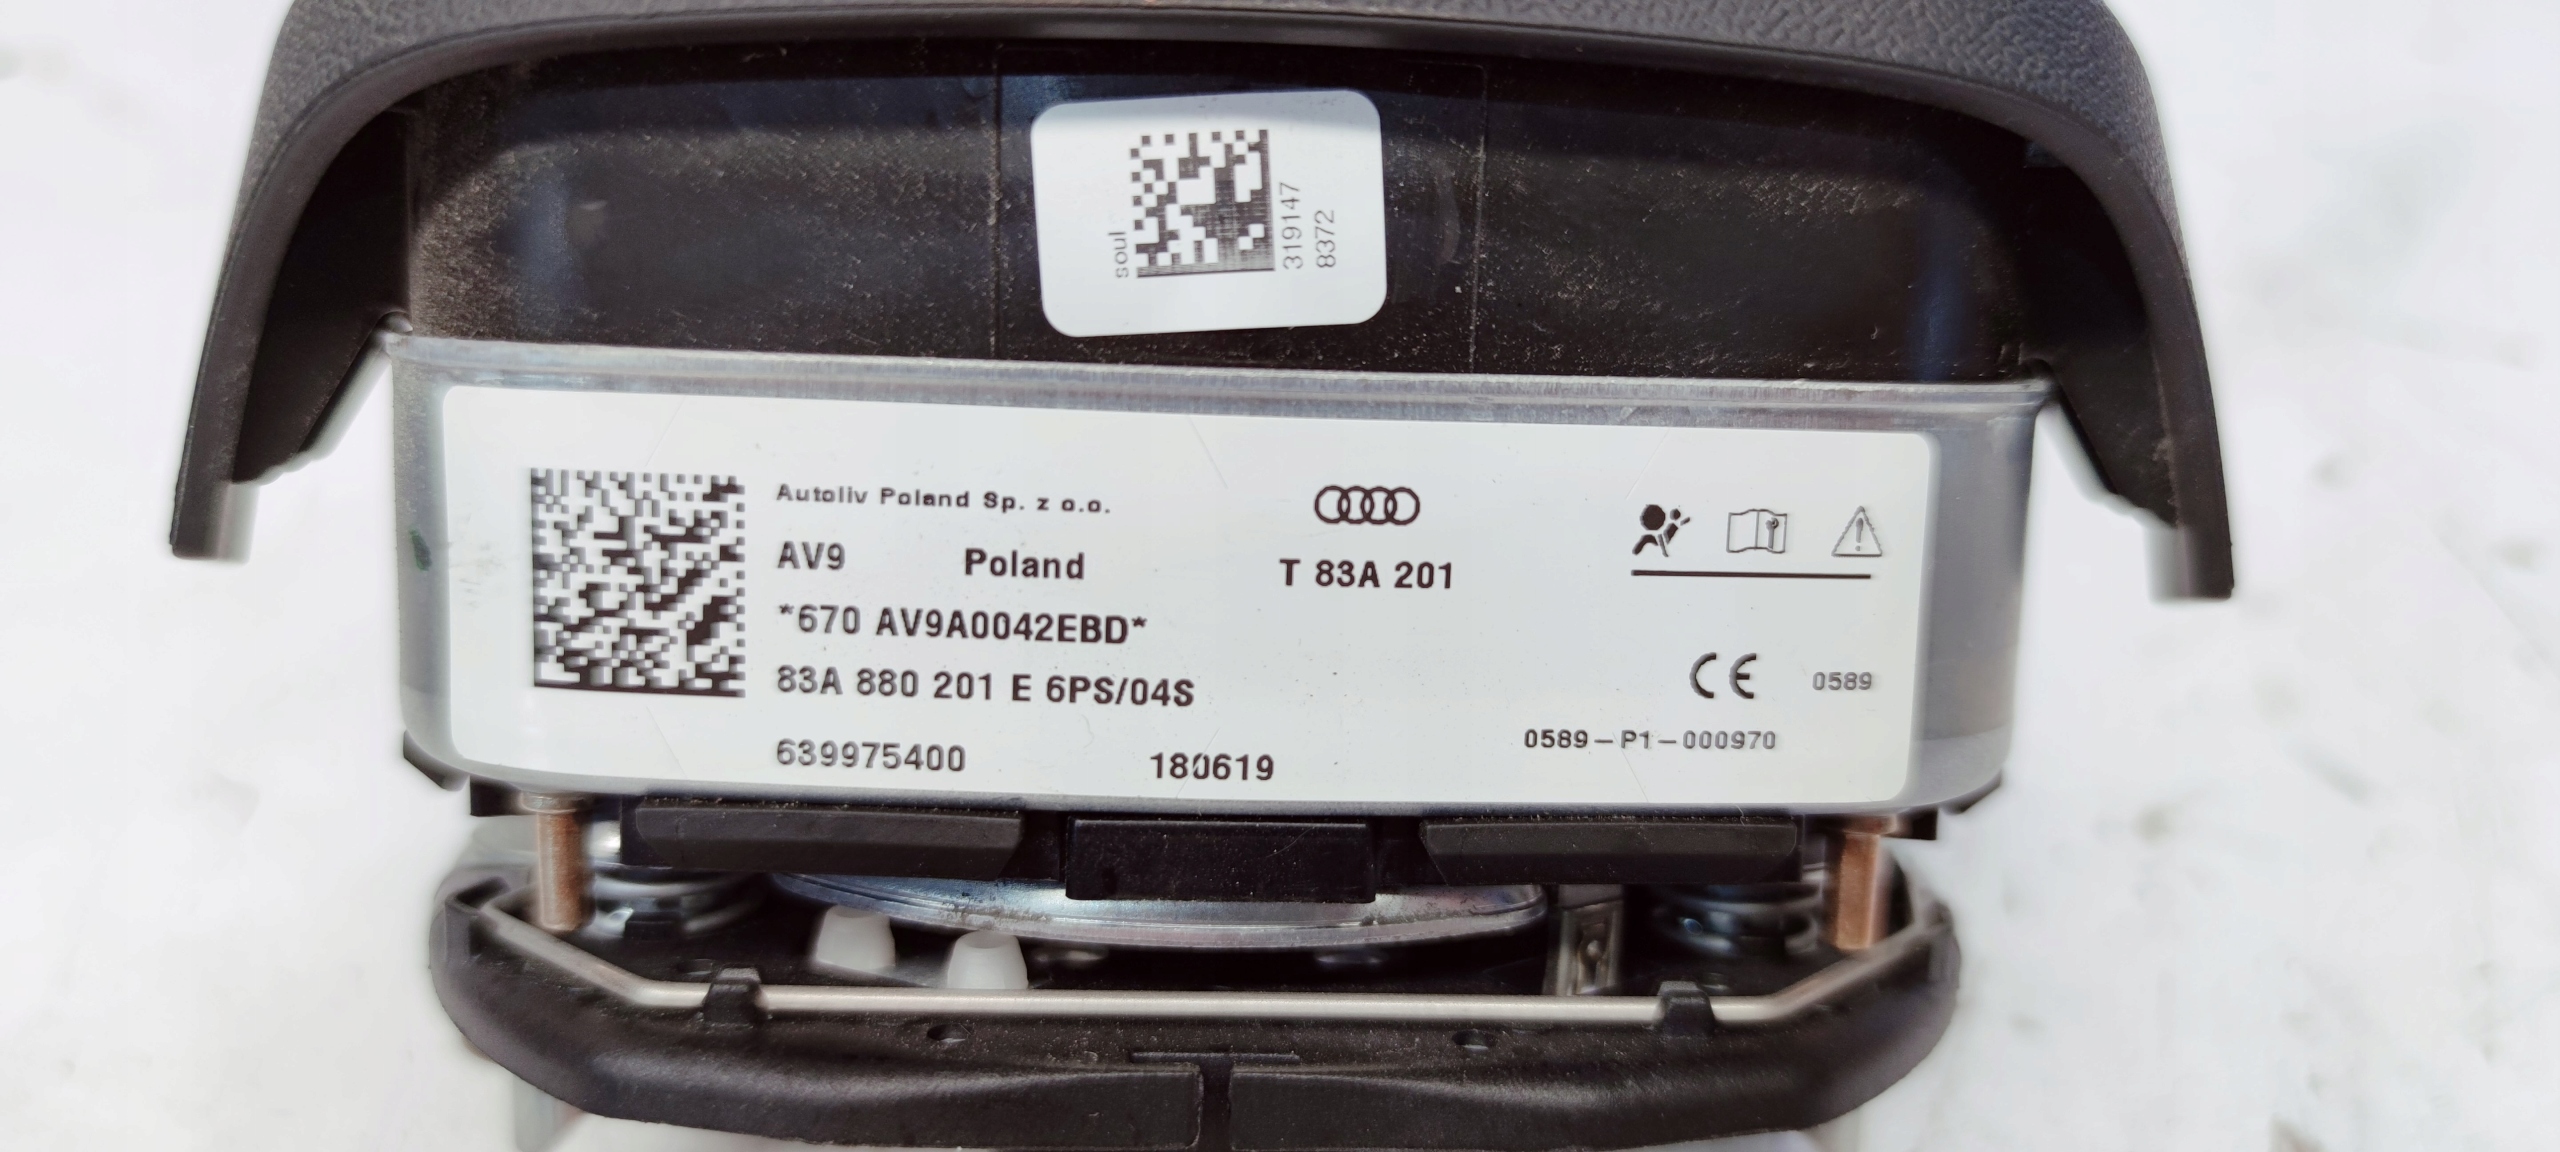 soul
319147
8372
Autoliv Poland Sp. z o.o.
AV9 Poland
T 83A 201
*670 AV9A0042EBD*
83A 880 201 E 6PS/04S
CE 0589
0589-P1-000970
639975400 180619